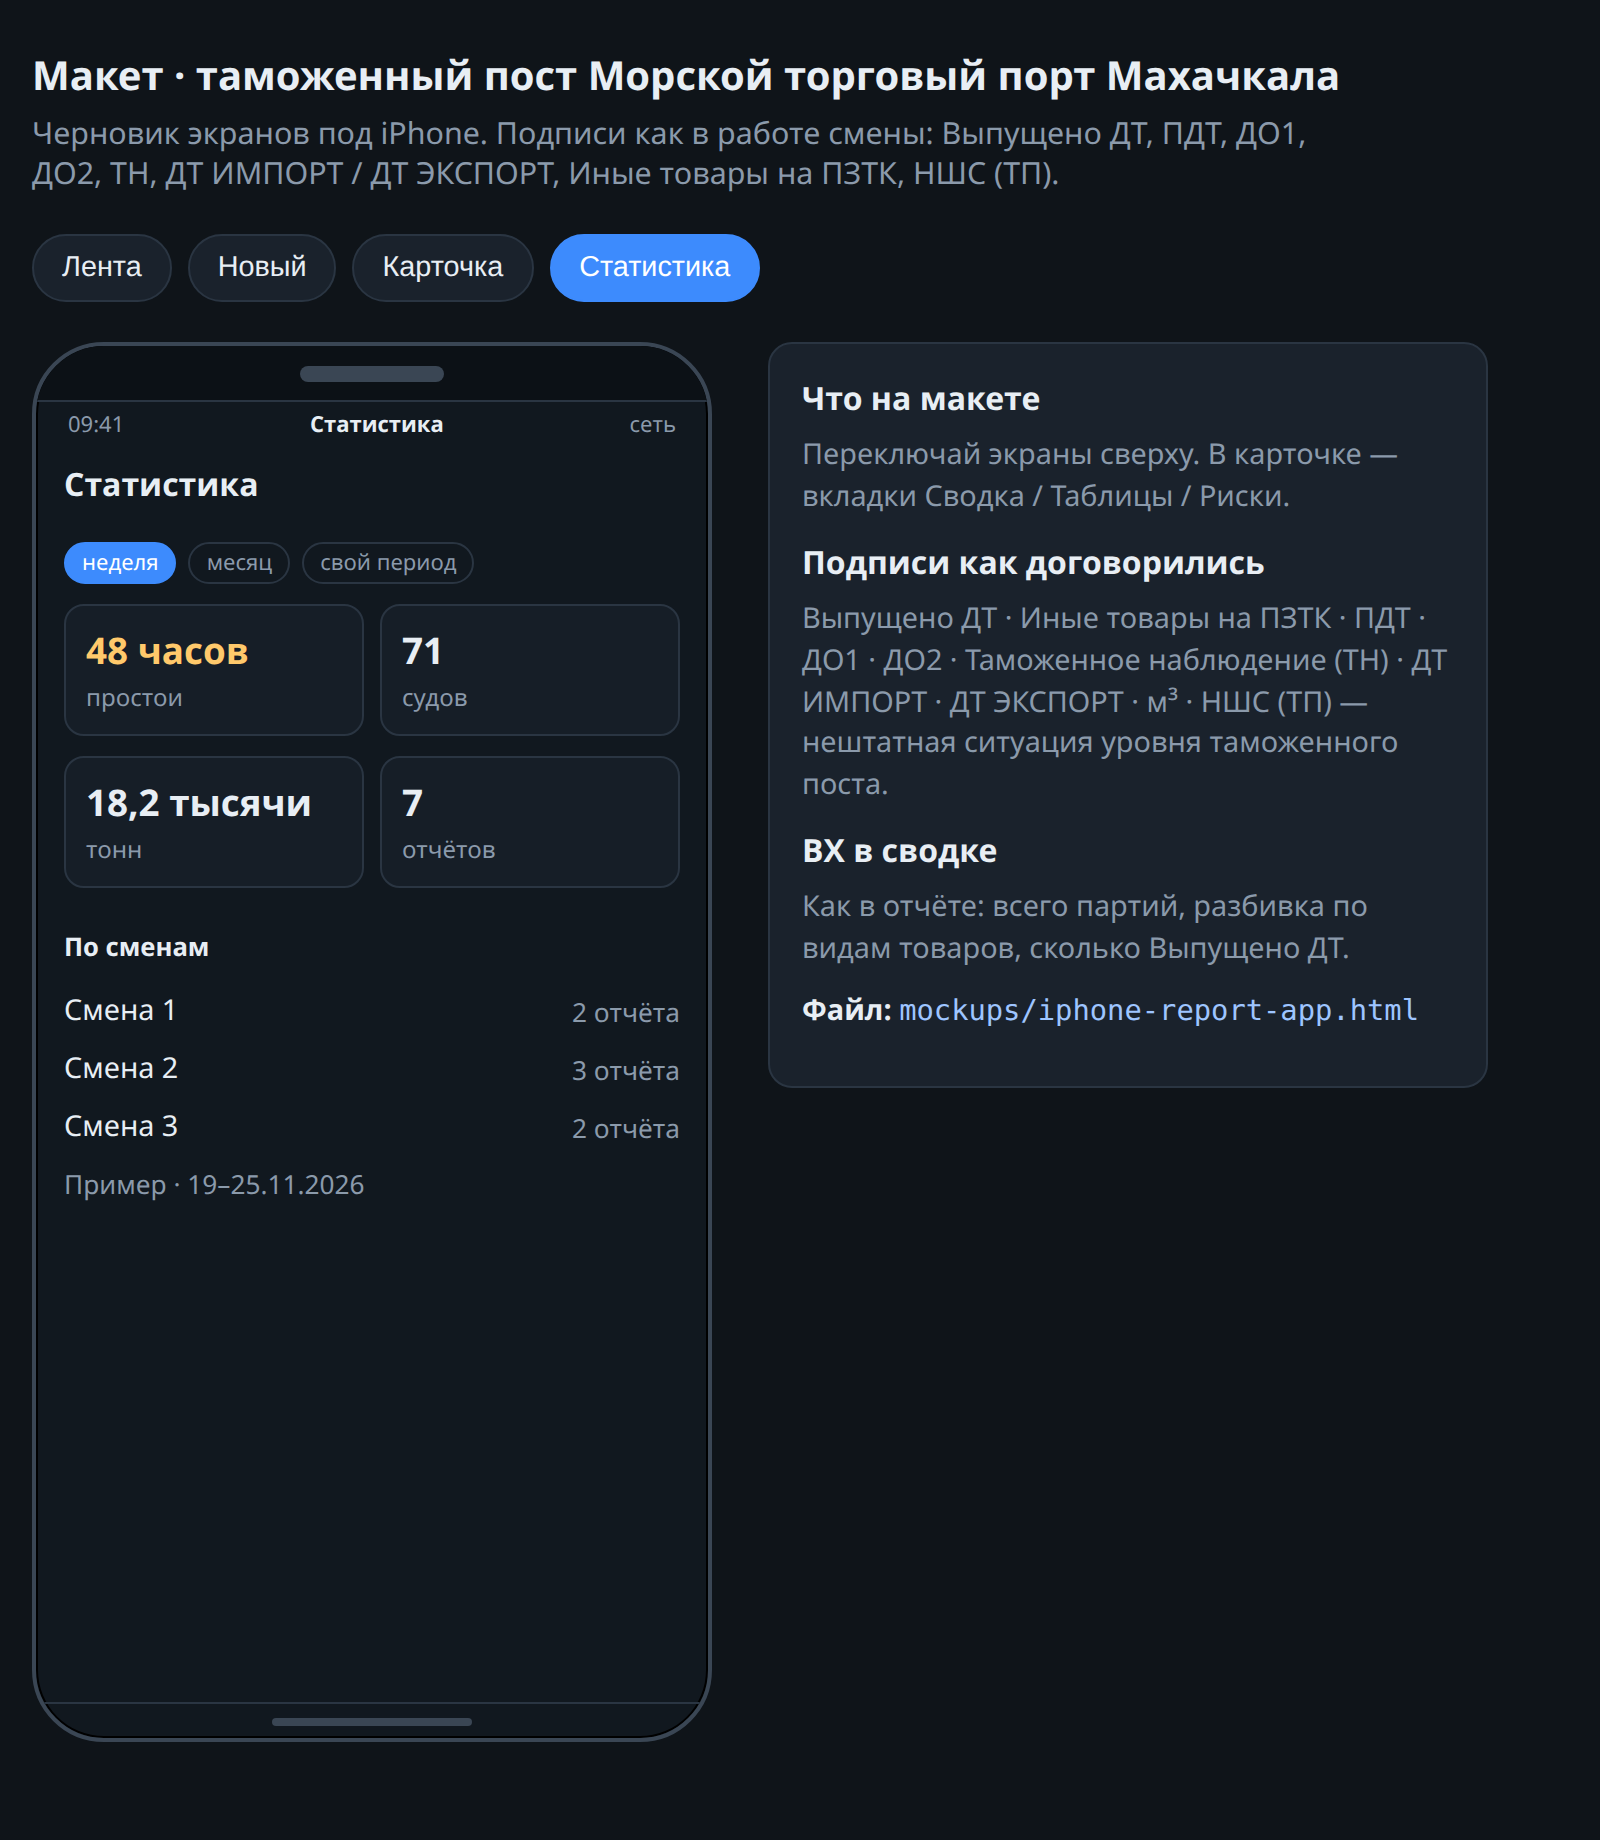 Макет · таможенный пост Морской торговый порт Махачкала
Черновик экранов под iPhone. Подписи как в работе смены: Выпущено ДТ, ПДТ, ДО1,
ДО2, ТН, ДТ ИМПОРТ / ДТ ЭКСПОРТ, Иные товары на ПЗТК, НШС (ТП).
Лента
Новый
Карточка
Статистика
09:41
Статистика
сеть
Статистика
неделя
месяц
свой период
48 часов
простои
71
судов
18,2 тысячи
тонн
7
отчётов
По сменам
Смена 1
2 отчёта
Смена 2
3 отчёта
Смена 3
2 отчёта
Пример · 19–25.11.2026
Что на макете
Переключай экраны сверху. В карточке —
вкладки Сводка / Таблицы / Риски.
Подписи как договорились
Выпущено ДТ · Иные товары на ПЗТК · ПДТ ·
ДО1 · ДО2 · Таможенное наблюдение (ТН) · ДТ
ИМПОРТ · ДТ ЭКСПОРТ · м³ · НШС (ТП) —
нештатная ситуация уровня таможенного
поста.
ВХ в сводке
Как в отчёте: всего партий, разбивка по
видам товаров, сколько Выпущено ДТ.
Файл: mockups/iphone-report-app.html